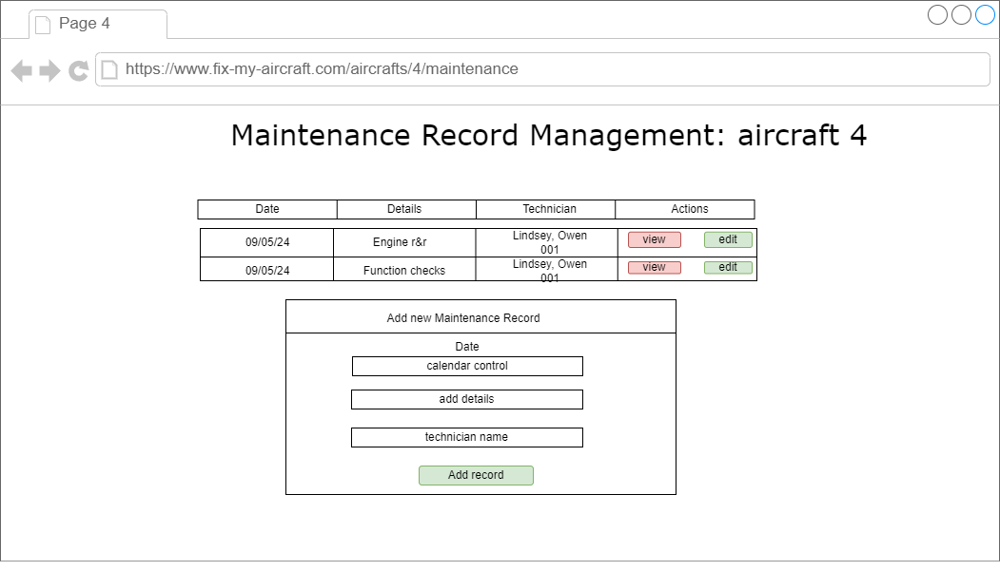 Page 4
https://www.fix-my-aircraft.com/aircrafts/4/maintenance
Maintenance Record Management: aircraft 4
Date Details Technician Actions
09/05/24 Engine r&r Lindsey, Owen 001 view edit
09/05/24 Function checks Lindsey, Owen 001 view edit
Add new Maintenance Record
Date
calendar control
add details
technician name
Add record